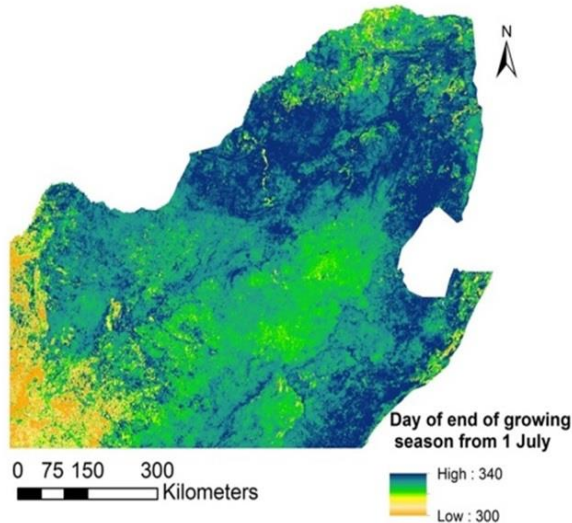 N
Day of end of growing
season from 1 July
High : 340
Low : 300
0 75 150 300
Kilometers